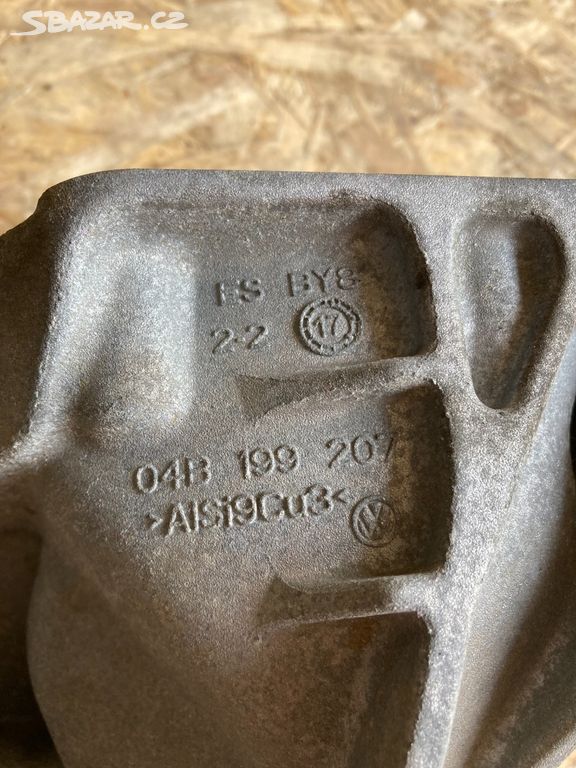 SBAZAR.CZ
ES BY8
2-2 17
04B 199 207
>AlSi9Cu3<